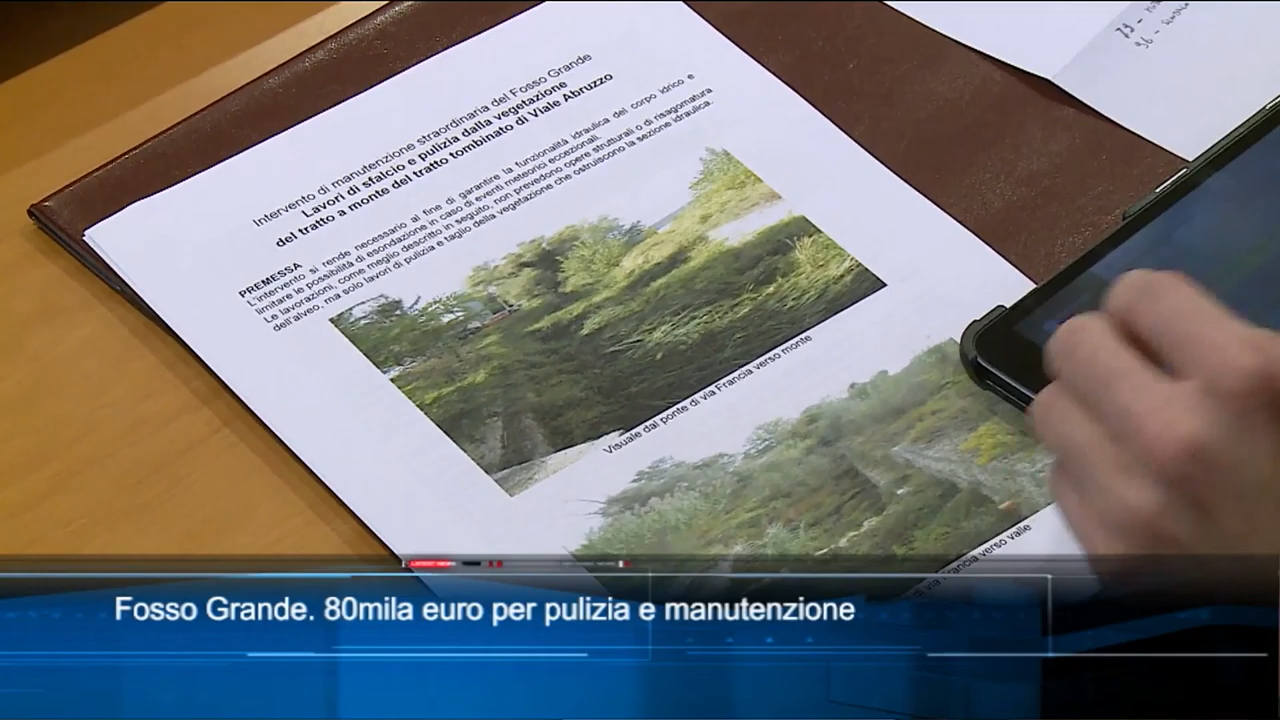 Intervento di manutenzione straordinaria del Fosso Grande
Lavori di sfalcio e pulizia dalla vegetazione
del tratto a monte del tratto tombinato di Viale Abruzzo
PREMESSA
L'intervento si rende necessario al fine di garantire la funzionalità idraulica del corpo idrico e
limitare le possibilità di esondazione in caso di eventi meteorici eccezionali.
Le lavorazioni, come meglio descritto in seguito, non prevedono opere strutturali o di risagomatura
dell'alveo, ma solo lavori di pulizia e taglio della vegetazione che ostruiscono la sezione idraulica.
Visuale dal ponte di via Francia verso monte
di via Francia verso valle
LATEST NEWS
Fosso Grande. 80mila euro per pulizia e manutenzione